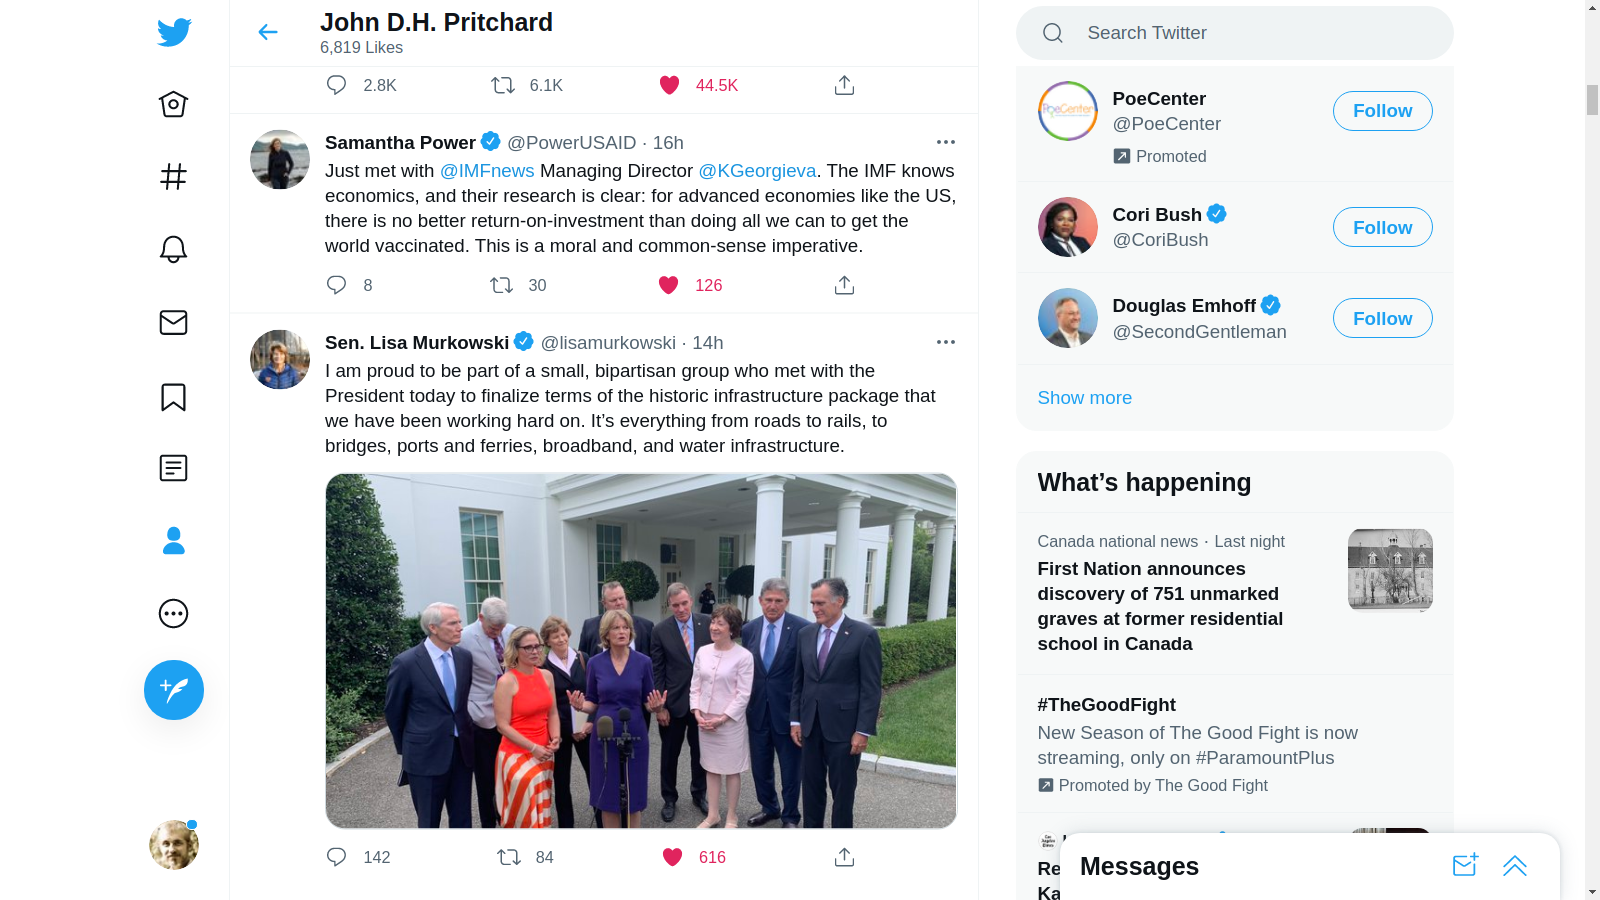 John D.H. Pritchard
6,819 Likes
2.8K 6.1K 44.5K
Samantha Power @PowerUSAID · 16h
Just met with @IMFnews Managing Director @KGeorgieva. The IMF knows
economics, and their research is clear: for advanced economies like the US,
there is no better return-on-investment than doing all we can to get the
world vaccinated. This is a moral and common-sense imperative.
8 30 126
Sen. Lisa Murkowski @lisamurkowski · 14h
I am proud to be part of a small, bipartisan group who met with the
President today to finalize terms of the historic infrastructure package that
we have been working hard on. It’s everything from roads to rails, to
bridges, ports and ferries, broadband, and water infrastructure.
142 84 616
Search Twitter
PoeCenter
PoeCenter
@PoeCenter
Follow
Promoted
Cori Bush
@CoriBush
Follow
Douglas Emhoff
@SecondGentleman
Follow
Show more
What’s happening
Canada national news · Last night
First Nation announces
discovery of 751 unmarked
graves at former residential
school in Canada
#TheGoodFight
New Season of The Good Fight is now
streaming, only on #ParamountPlus
Promoted by The Good Fight
Re
Ka
Messages